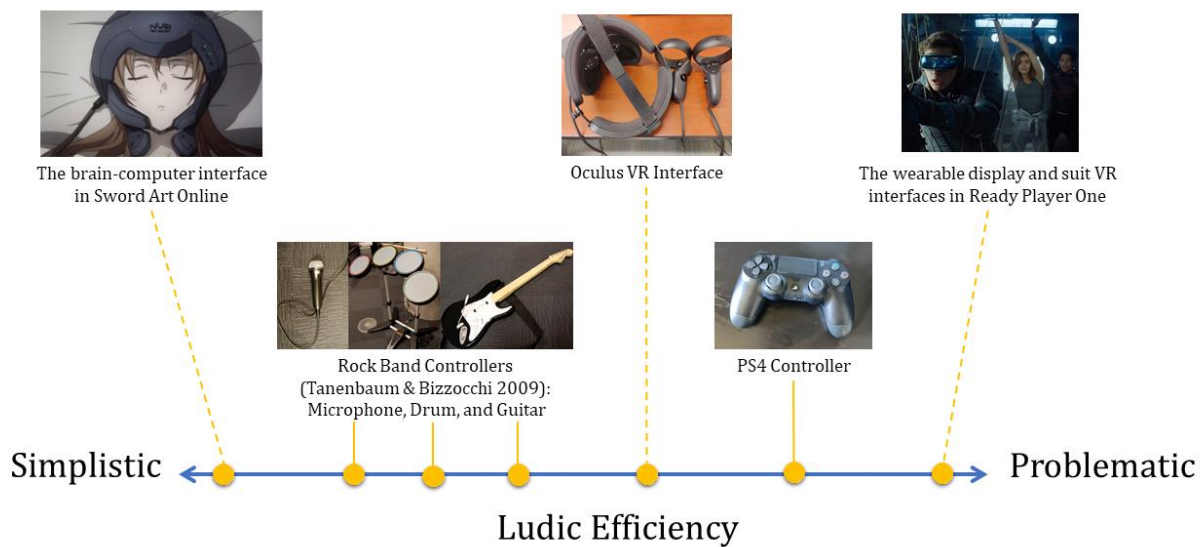 The brain-computer interface
in Sword Art Online
Oculus VR Interface
The wearable display and suit VR
interfaces in Ready Player One
Rock Band Controllers
(Tanenbaum & Bizzocchi 2009):
Microphone, Drum, and Guitar
PS4 Controller
Simplistic
Problematic
Ludic Efficiency